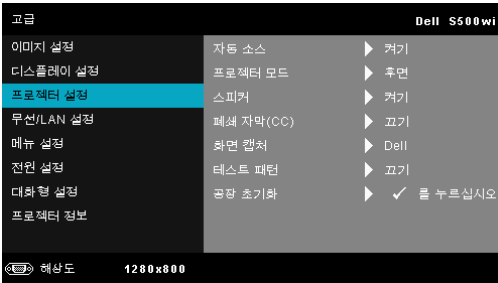 고급 Dell S500wi
이미지 설정 자동 소스 켜기
디스플레이 설정 프로젝터 모드 후면
프로젝터 설정 스피커 켜기
무선/LAN 설정 폐쇄 자막(CC) 끄기
메뉴 설정 화면 캡처 Dell
전원 설정 테스트 패턴 끄기
대화형 설정 공장 초기화 ✓ 를 누르십시오
프로젝터 정보
해상도 1280x800